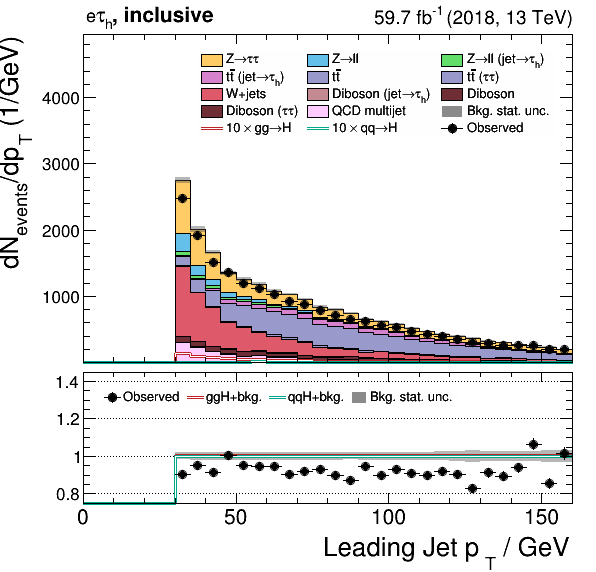 eτh, inclusive 59.7 fb-1 (2018, 13 TeV)
dNevents/dpT (1/GeV)
Z→ττ Z→ll Z→ll (jet→τh)
tt̄ (jet→τh) tt̄ tt̄ (ττ)
W+jets Diboson (jet→τh) Diboson
Diboson (ττ) QCD multijet Bkg. stat. unc.
10 × gg→H 10 × qq→H Observed
4000
3000
2000
1000
Observed ggH+bkg. qqH+bkg. Bkg. stat. unc.
1.4
1.2
1
0.8
0 50 100 150
Leading Jet pT / GeV